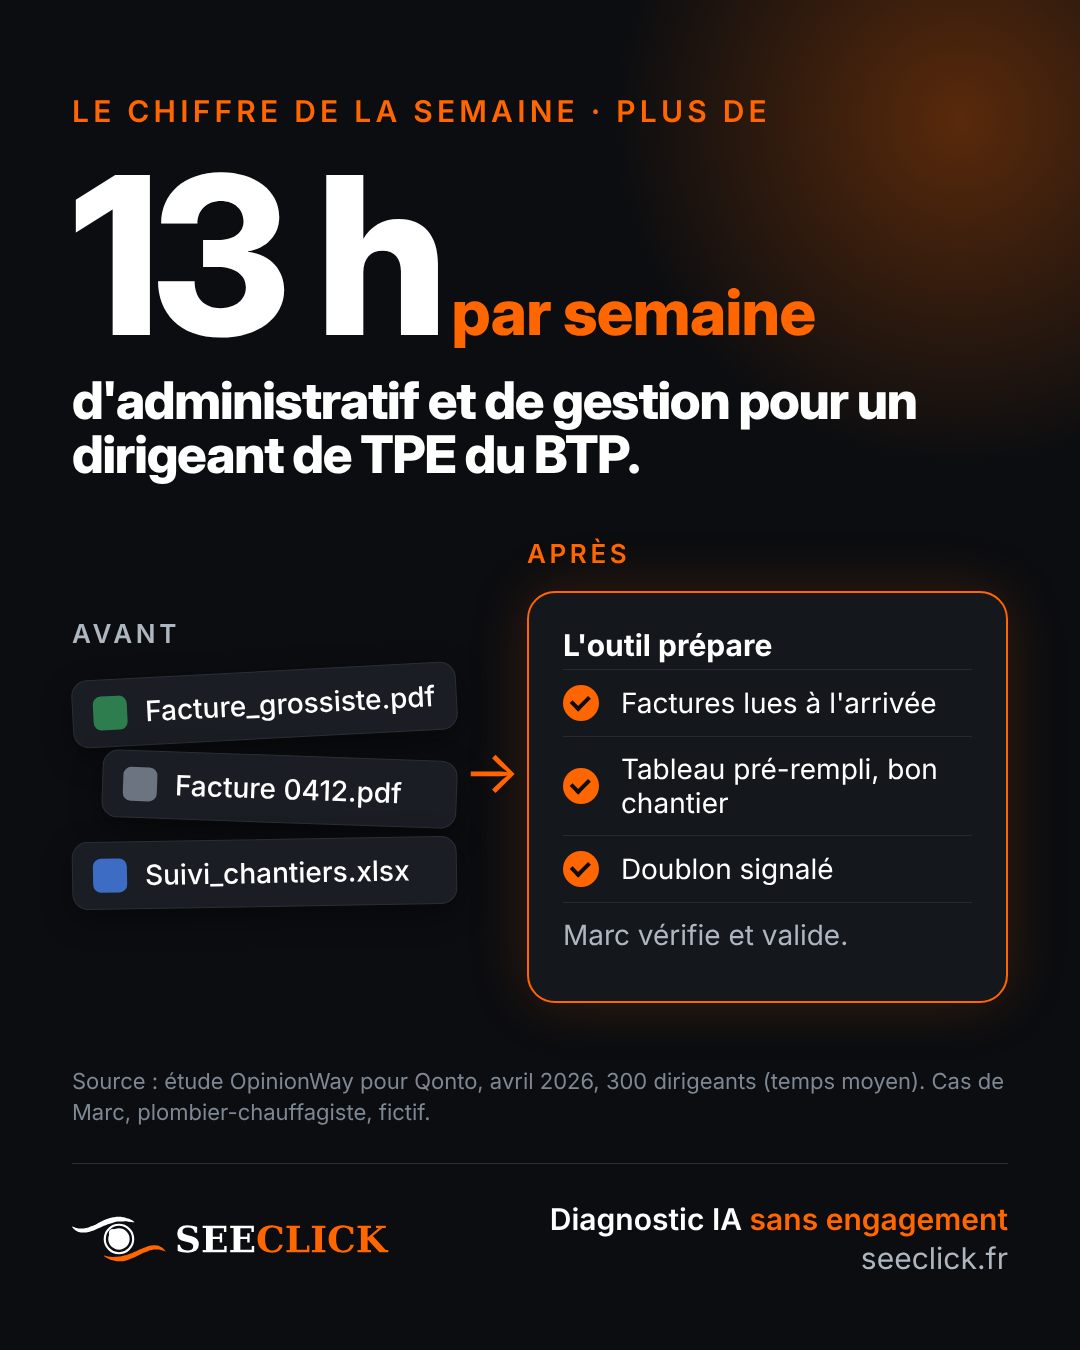 LE CHIFFRE DE LA SEMAINE · PLUS DE
13 h par semaine
d'administratif et de gestion pour un
dirigeant de TPE du BTP.
AVANT
Facture_grossiste.pdf
Facture 0412.pdf
Suivi_chantiers.xlsx
APRÈS
L'outil prépare
Factures lues à l'arrivée
Tableau pré-rempli, bon
chantier
Doublon signalé
Marc vérifie et valide.
Source : étude OpinionWay pour Qonto, avril 2026, 300 dirigeants (temps moyen). Cas de
Marc, plombier-chauffagiste, fictif.
SEECLICK
Diagnostic IA sans engagement
seeclick.fr